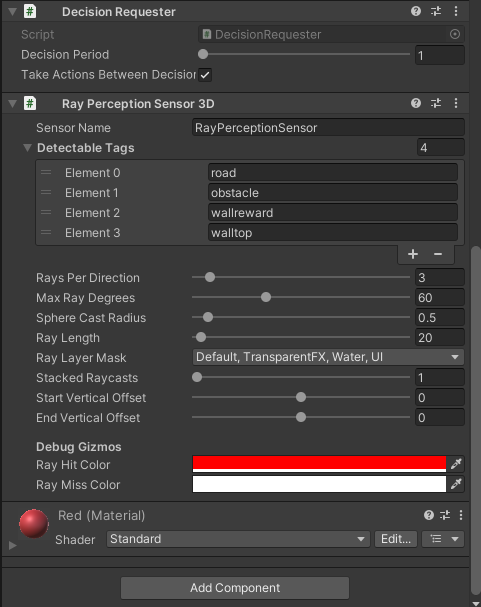 Decision Requester
Script DecisionRequester
Decision Period 1
Take Actions Between Decision
Ray Perception Sensor 3D
Sensor Name RayPerceptionSensor
Detectable Tags 4
Element 0 road
Element 1 obstacle
Element 2 wallreward
Element 3 walltop
+ −
Rays Per Direction 3
Max Ray Degrees 60
Sphere Cast Radius 0.5
Ray Length 20
Ray Layer Mask Default, TransparentFX, Water, UI
Stacked Raycasts 1
Start Vertical Offset 0
End Vertical Offset 0
Debug Gizmos
Ray Hit Color
Ray Miss Color
Red (Material)
Shader Standard Edit...
Add Component